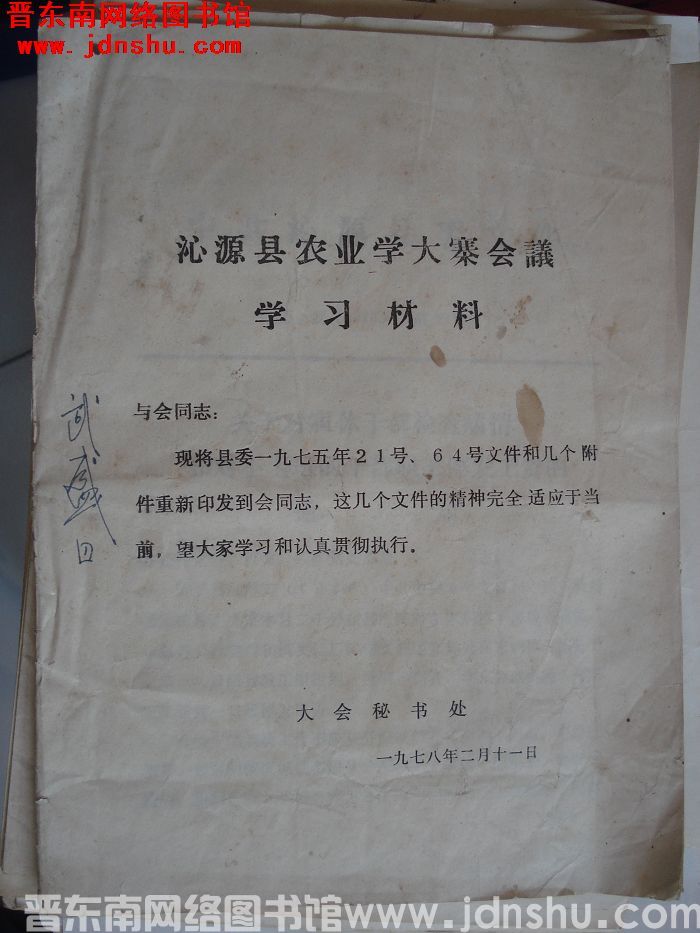 晋东南网络图书馆
www.jdnshu.com
沁源县农业学大寨会議
学习材料
与会同志：
现将县委一九七五年２１号、６４号文件和几个附
件重新印发到会同志，这几个文件的精神完全适应于当
前，望大家学习和认真贯彻执行。
武盛
大会秘书处
一九七八年二月十一日
晋东南网络图书馆www.jdnshu.com